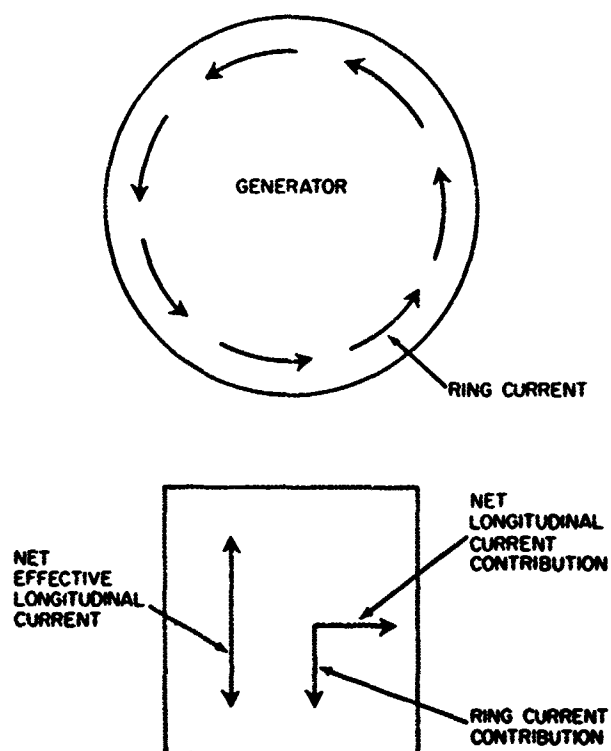 GENERATOR
RING CURRENT
NET
LONGITUDINAL
CURRENT
CONTRIBUTION
NET
EFFECTIVE
LONGITUDINAL
CURRENT
RING CURRENT
CONTRIBUTION